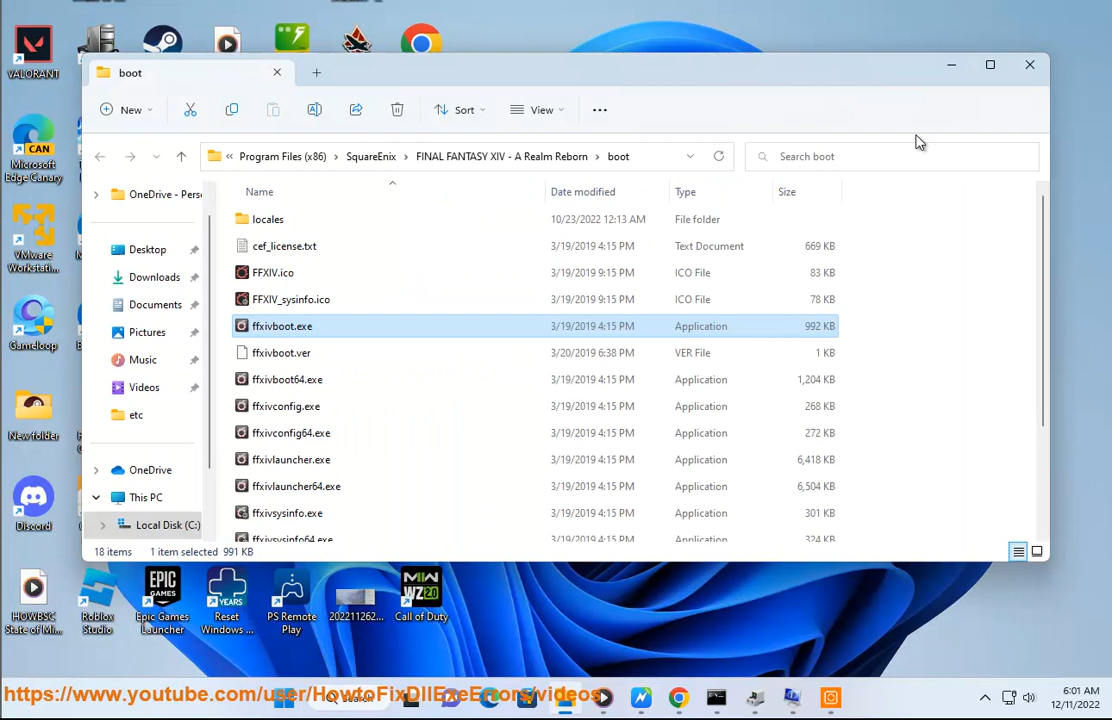 VALORANT
boot
New
Sort
View
Program Files (x86) › SquareEnix › FINAL FANTASY XIV - A Realm Reborn › boot
Search boot
Name Date modified Type Size
locales 10/23/2022 12:13 AM File folder
cef_license.txt 3/19/2019 4:15 PM Text Document 669 KB
FFXIV.ico 3/19/2019 9:15 PM ICO File 83 KB
FFXIV_sysinfo.ico 3/19/2019 9:15 PM ICO File 78 KB
ffxivboot.exe 3/19/2019 4:15 PM Application 992 KB
ffxivboot.ver 3/20/2019 6:38 PM VER File 1 KB
ffxivboot64.exe 3/19/2019 4:15 PM Application 1,204 KB
ffxivconfig.exe 3/19/2019 4:15 PM Application 268 KB
ffxivconfig64.exe 3/19/2019 4:15 PM Application 272 KB
ffxivlauncher.exe 3/19/2019 4:15 PM Application 6,418 KB
ffxivlauncher64.exe 3/19/2019 4:15 PM Application 6,504 KB
ffxivsysinfo.exe 3/19/2019 4:15 PM Application 301 KB
ffxivsysinfo64.exe 3/19/2019 4:15 PM Application 324 KB
OneDrive - Perso
Desktop
Downloads
Documents
Pictures
Music
Videos
etc
OneDrive
This PC
Local Disk (C:)
18 items 1 item selected 991 KB
CAN
Microsoft
Edge Canary
VMware
Workstati...
Gameloop
New folder
Discord
HOWBSC
State of Mi...
Roblox
Studio
EPIC
GAMES
Epic Games
Launcher
YEARS
Reset
Windows ...
PS Remote
Play
202211262...
MW
WZ2.0
Call of Duty
https://www.youtube.com/user/HowtoFixDllExeErrors/videos
Search
6:01 AM
12/11/2022